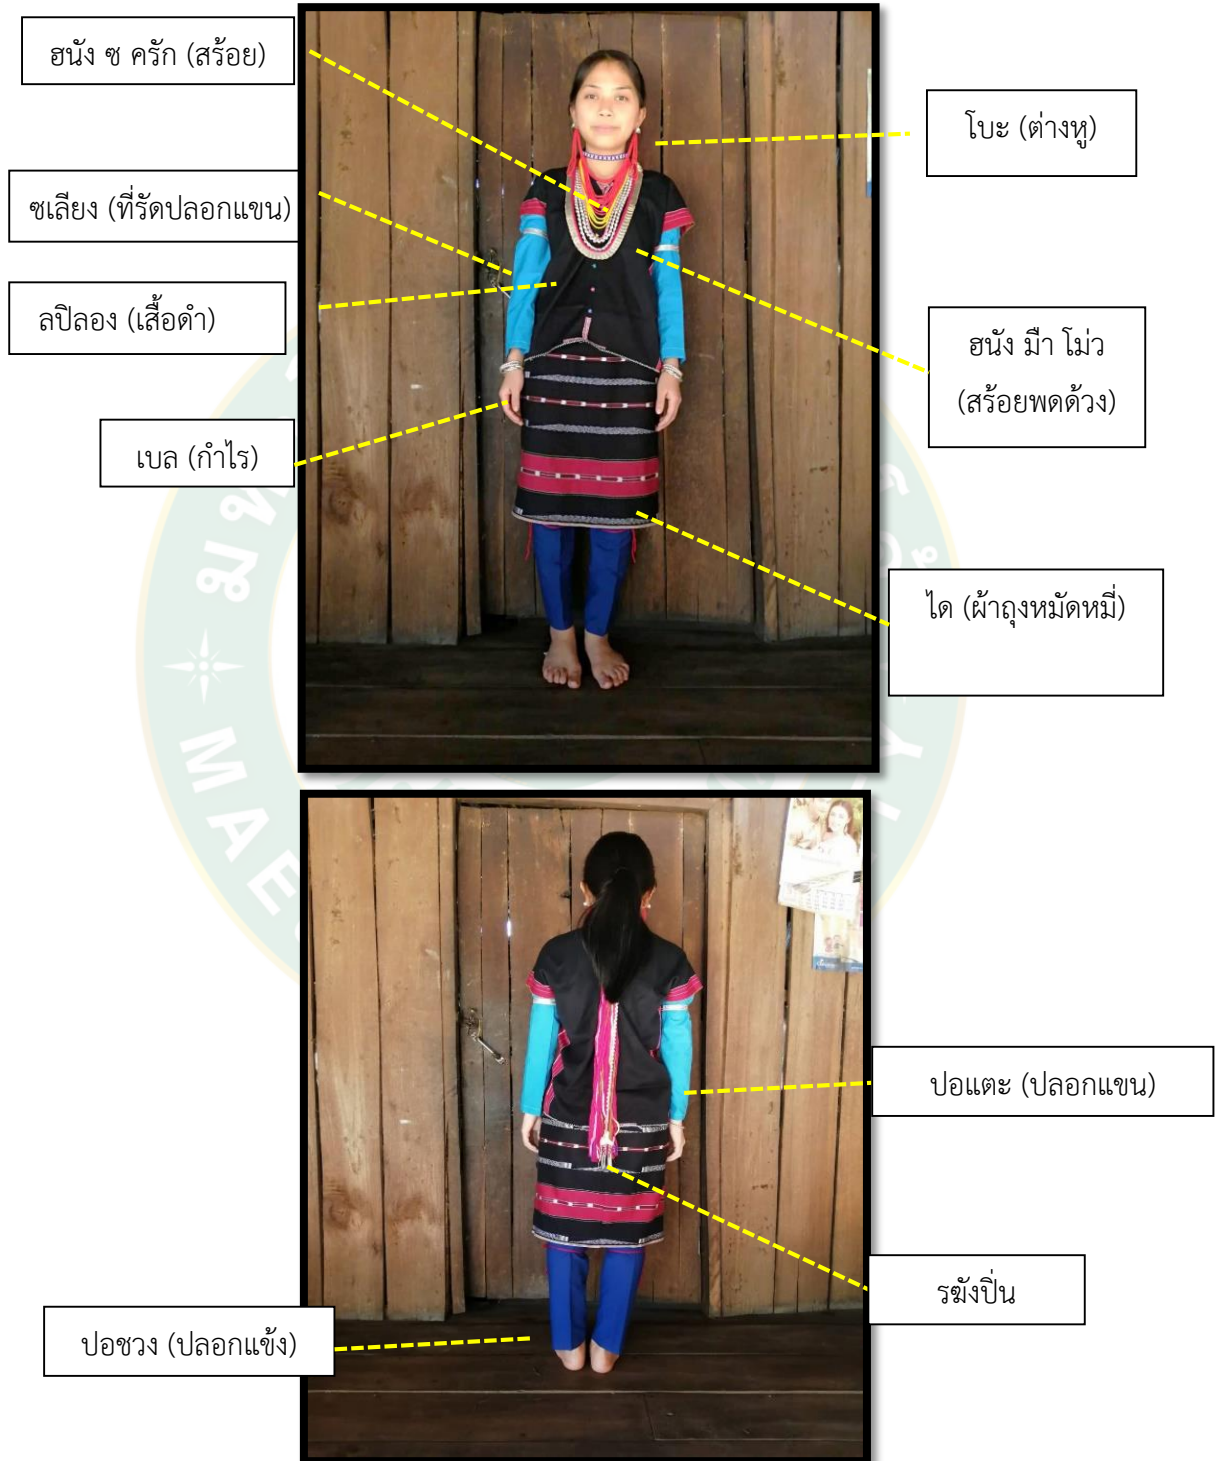 ฮนัง ซ ครัก (สร้อย)
โบะ (ต่างหู)
ซเลียง (ที่รัดปลอกแขน)
ลปิลอง (เสื้อดำ)
ฮนัง มีา โม่ว
(สร้อยพดด้วง)
เบล (กำไร)
ได (ผ้าถุงหมัดหมี่)
ปอแตะ (ปลอกแขน)
รฆังปิ่น
ปอชวง (ปลอกแข้ง)